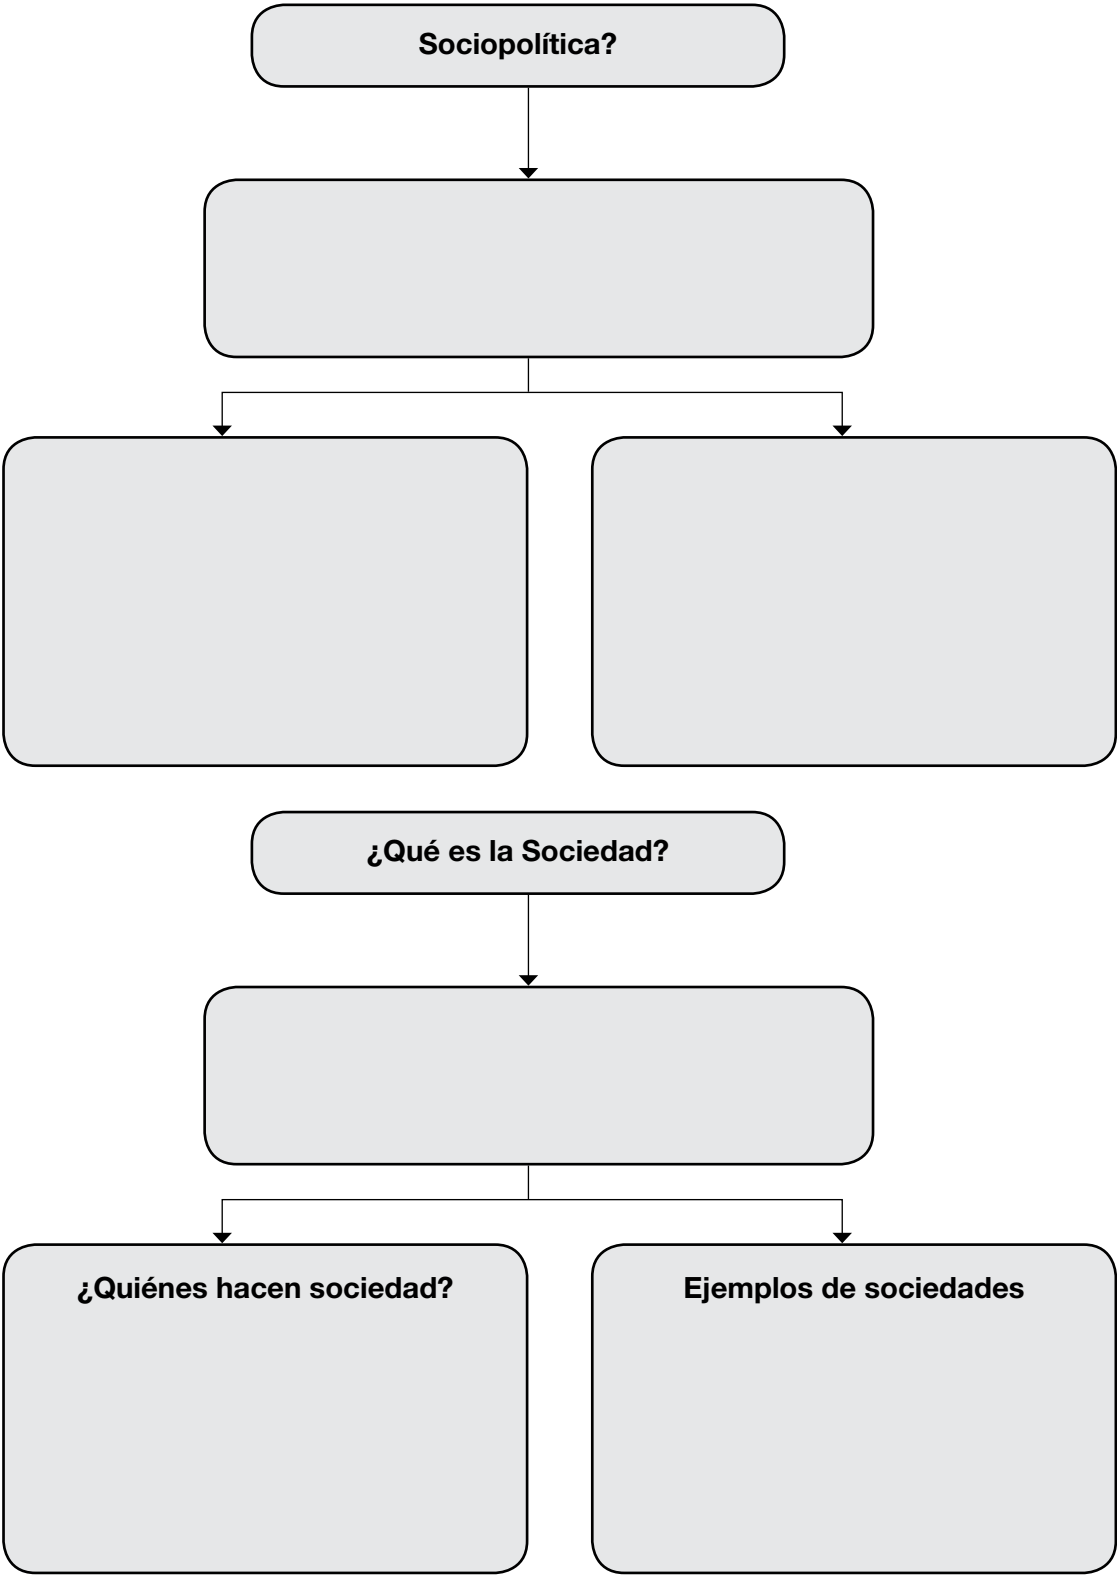 Sociopolítica?
¿Qué es la Sociedad?
¿Quiénes hacen sociedad?
Ejemplos de sociedades